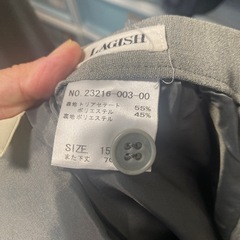 LAGISH
NO. 23216-003-00
表地 トリアセテート 55%
ポリエステル 45%
裏地 ポリエステル
SIZE 15
また下丈 76